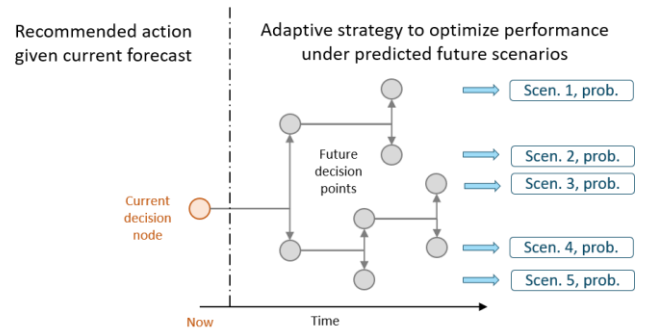 Recommended action
given current forecast
Adaptive strategy to optimize performance
under predicted future scenarios
Scen. 1, prob.
Future
decision
points
Scen. 2, prob.
Scen. 3, prob.
Current
decision
node
Scen. 4, prob.
Scen. 5, prob.
Now
Time